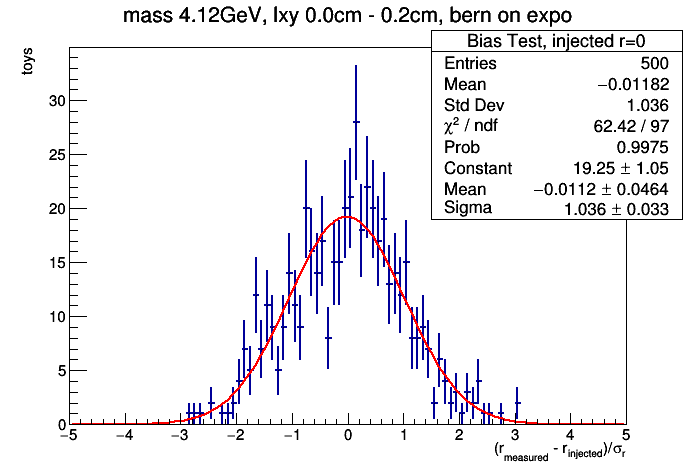 mass 4.12GeV, lxy 0.0cm - 0.2cm, bern on expo
toys
Bias Test, injected r=0
Entries 500
Mean −0.01182
Std Dev 1.036
χ² / ndf 62.42 / 97
Prob 0.9975
Constant 19.25 ± 1.05
Mean −0.0112 ± 0.0464
Sigma 1.036 ± 0.033
30
25
20
15
10
5
0
−5 −4 −3 −2 −1 0 1 2 3 4 5
(r_measured - r_injected)/σ_r